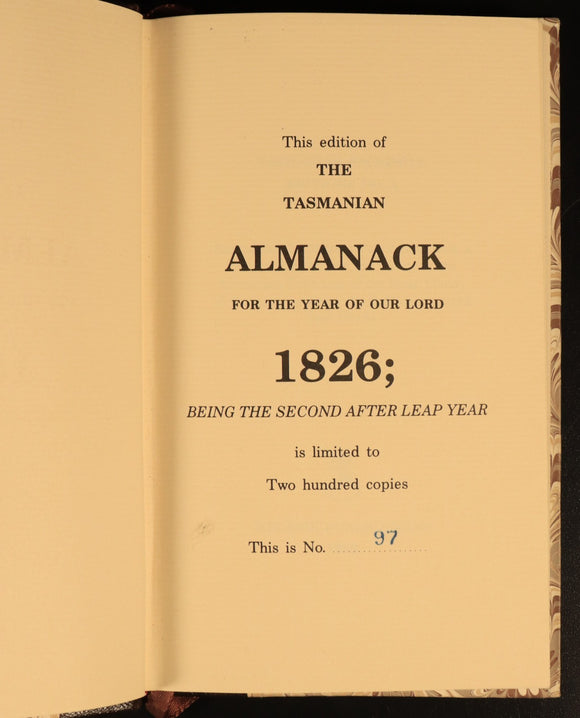 This edition of
THE
TASMANIAN
ALMANACK
FOR THE YEAR OF OUR LORD
1826;
BEING THE SECOND AFTER LEAP YEAR
is limited to
Two hundred copies
This is No. ................... 97